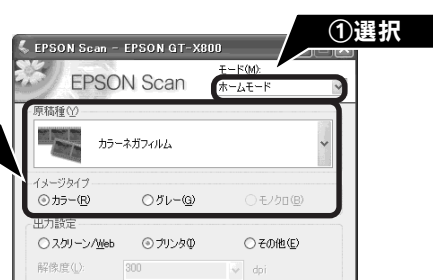 ①選択
EPSON Scan - EPSON GT-X800
EPSON Scan
モード(M):
ホームモード
原稿種(Y)
カラーネガフィルム
イメージタイプ
カラー(R) グレー(G) モノクロ(B)
出力設定
スクリーン/Web プリンタ(I) その他(E)
解像度(L): 300 dpi